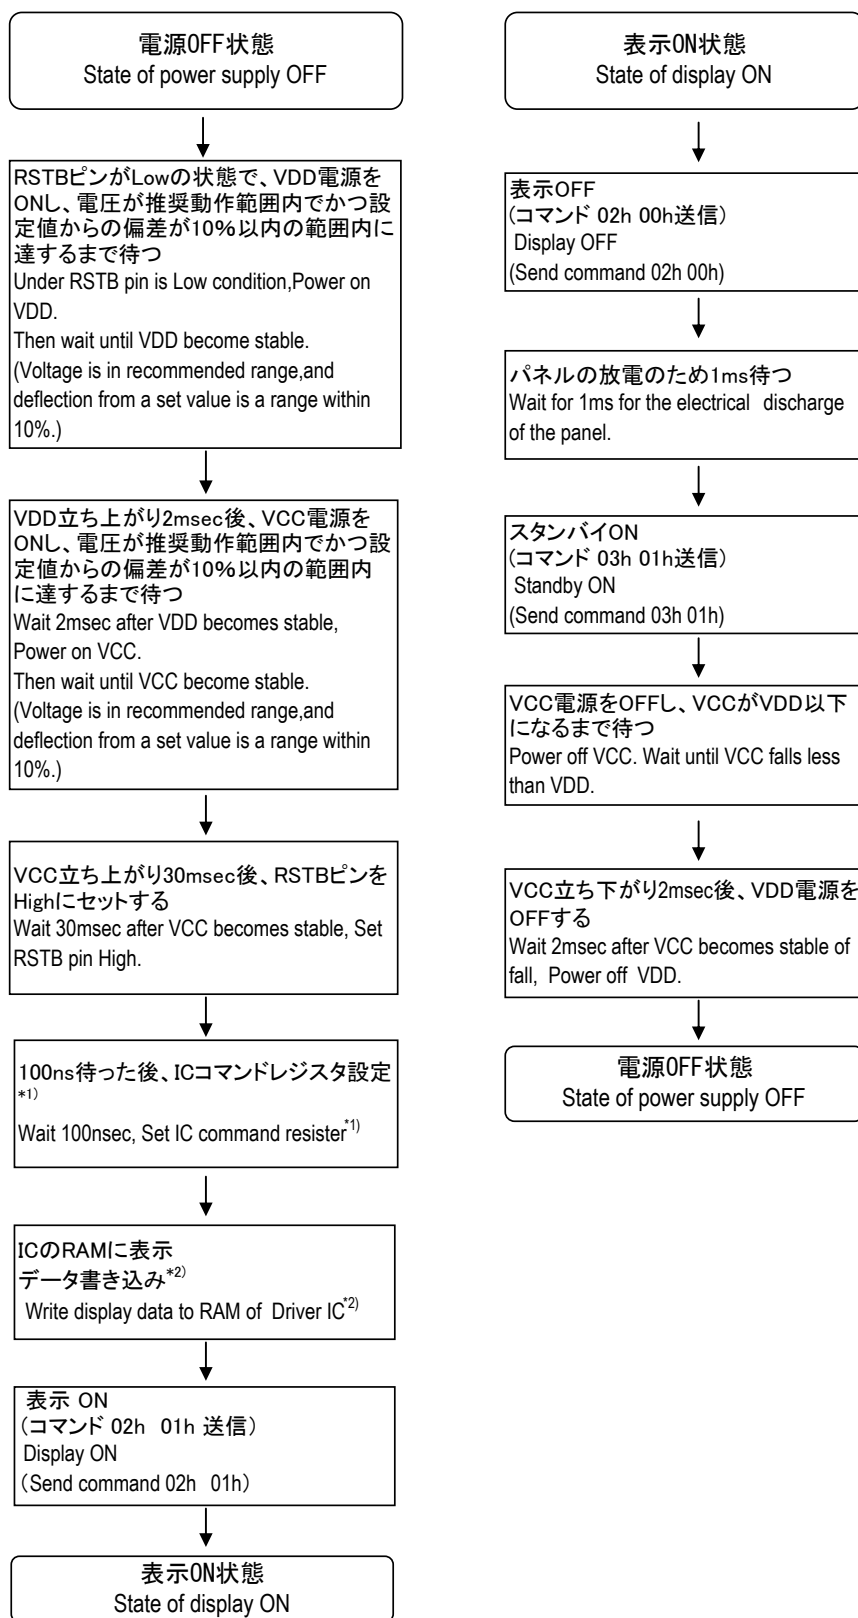 電源OFF状態
State of power supply OFF
RSTBピンがLowの状態で、VDD電源を
ONし、電圧が推奨動作範囲内でかつ設
定値からの偏差が10%以内の範囲内に
達するまで待つ
Under RSTB pin is Low condition,Power on
VDD.
Then wait until VDD become stable.
(Voltage is in recommended range,and
deflection from a set value is a range within
10%.)
VDD立ち上がり2msec後、VCC電源を
ONし、電圧が推奨動作範囲内でかつ設
定値からの偏差が10%以内の範囲内
に達するまで待つ
Wait 2msec after VDD becomes stable,
Power on VCC.
Then wait until VCC become stable.
(Voltage is in recommended range,and
deflection from a set value is a range within
10%.)
VCC立ち上がり30msec後、RSTBピンを
Highにセットする
Wait 30msec after VCC becomes stable, Set
RSTB pin High.
100ns待った後、ICコマンドレジスタ設定
*1)
Wait 100nsec, Set IC command resister*1)
ICのRAMに表示
データ書き込み*2)
Write display data to RAM of Driver IC*2)
表示 ON
(コマンド 02h 01h 送信)
Display ON
(Send command 02h 01h)
表示ON状態
State of display ON
表示ON状態
State of display ON
表示OFF
(コマンド 02h 00h送信)
Display OFF
(Send command 02h 00h)
パネルの放電のため1ms待つ
Wait for 1ms for the electrical discharge
of the panel.
スタンバイON
(コマンド 03h 01h送信)
Standby ON
(Send command 03h 01h)
VCC電源をOFFし、VCCがVDD以下
になるまで待つ
Power off VCC. Wait until VCC falls less
than VDD.
VCC立ち下がり2msec後、VDD電源を
OFFする
Wait 2msec after VCC becomes stable of
fall, Power off VDD.
電源OFF状態
State of power supply OFF